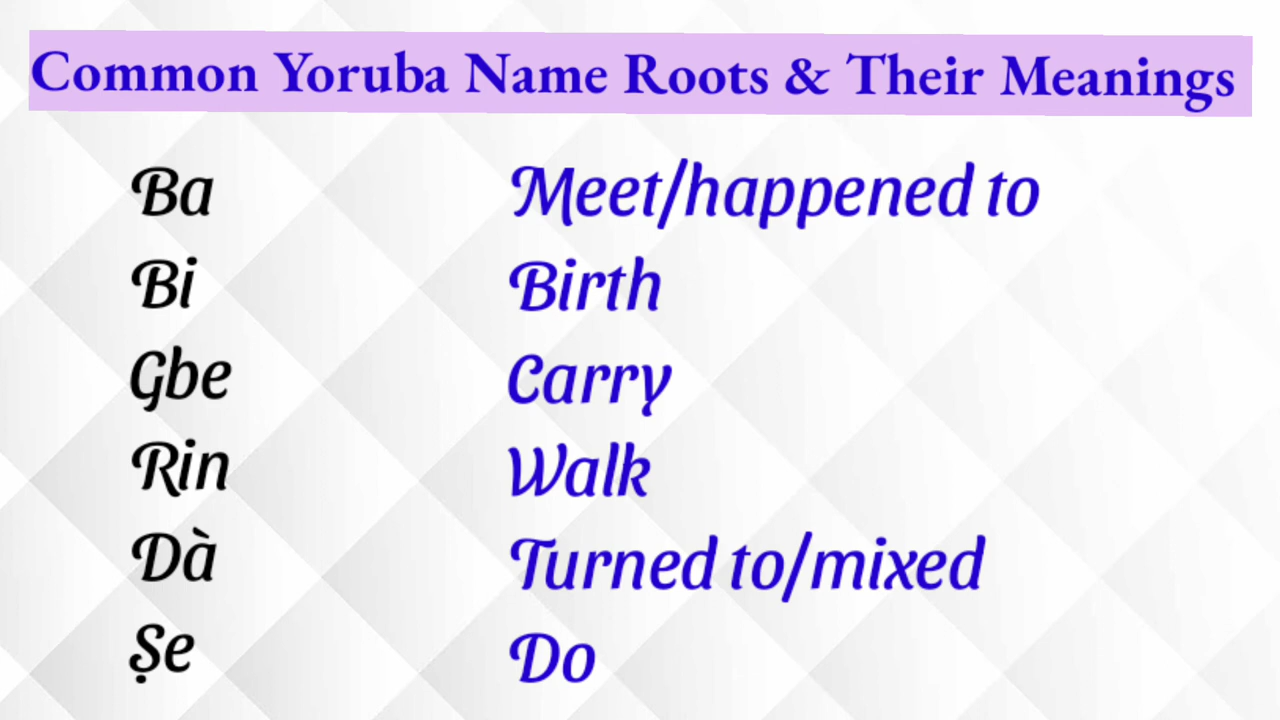 Common Yoruba Name Roots & Their Meanings
Ba Meet/happened to
Bi Birth
Gbe Carry
Rin Walk
Dà Turned to/mixed
Ṣe Do